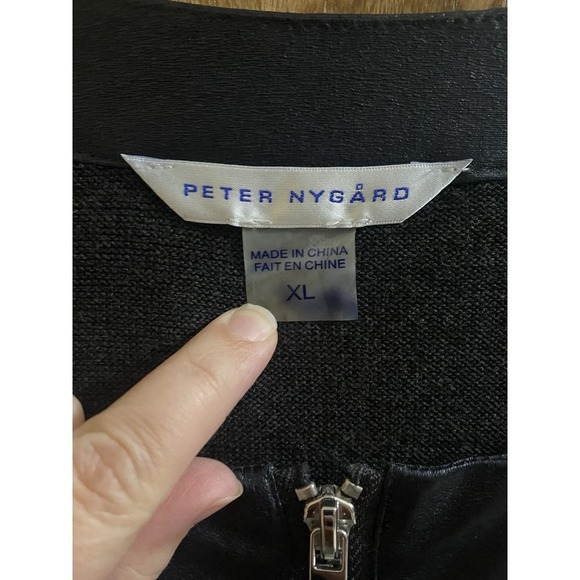 PETER NYGÅRD
MADE IN CHINA
FAIT EN CHINE
XL